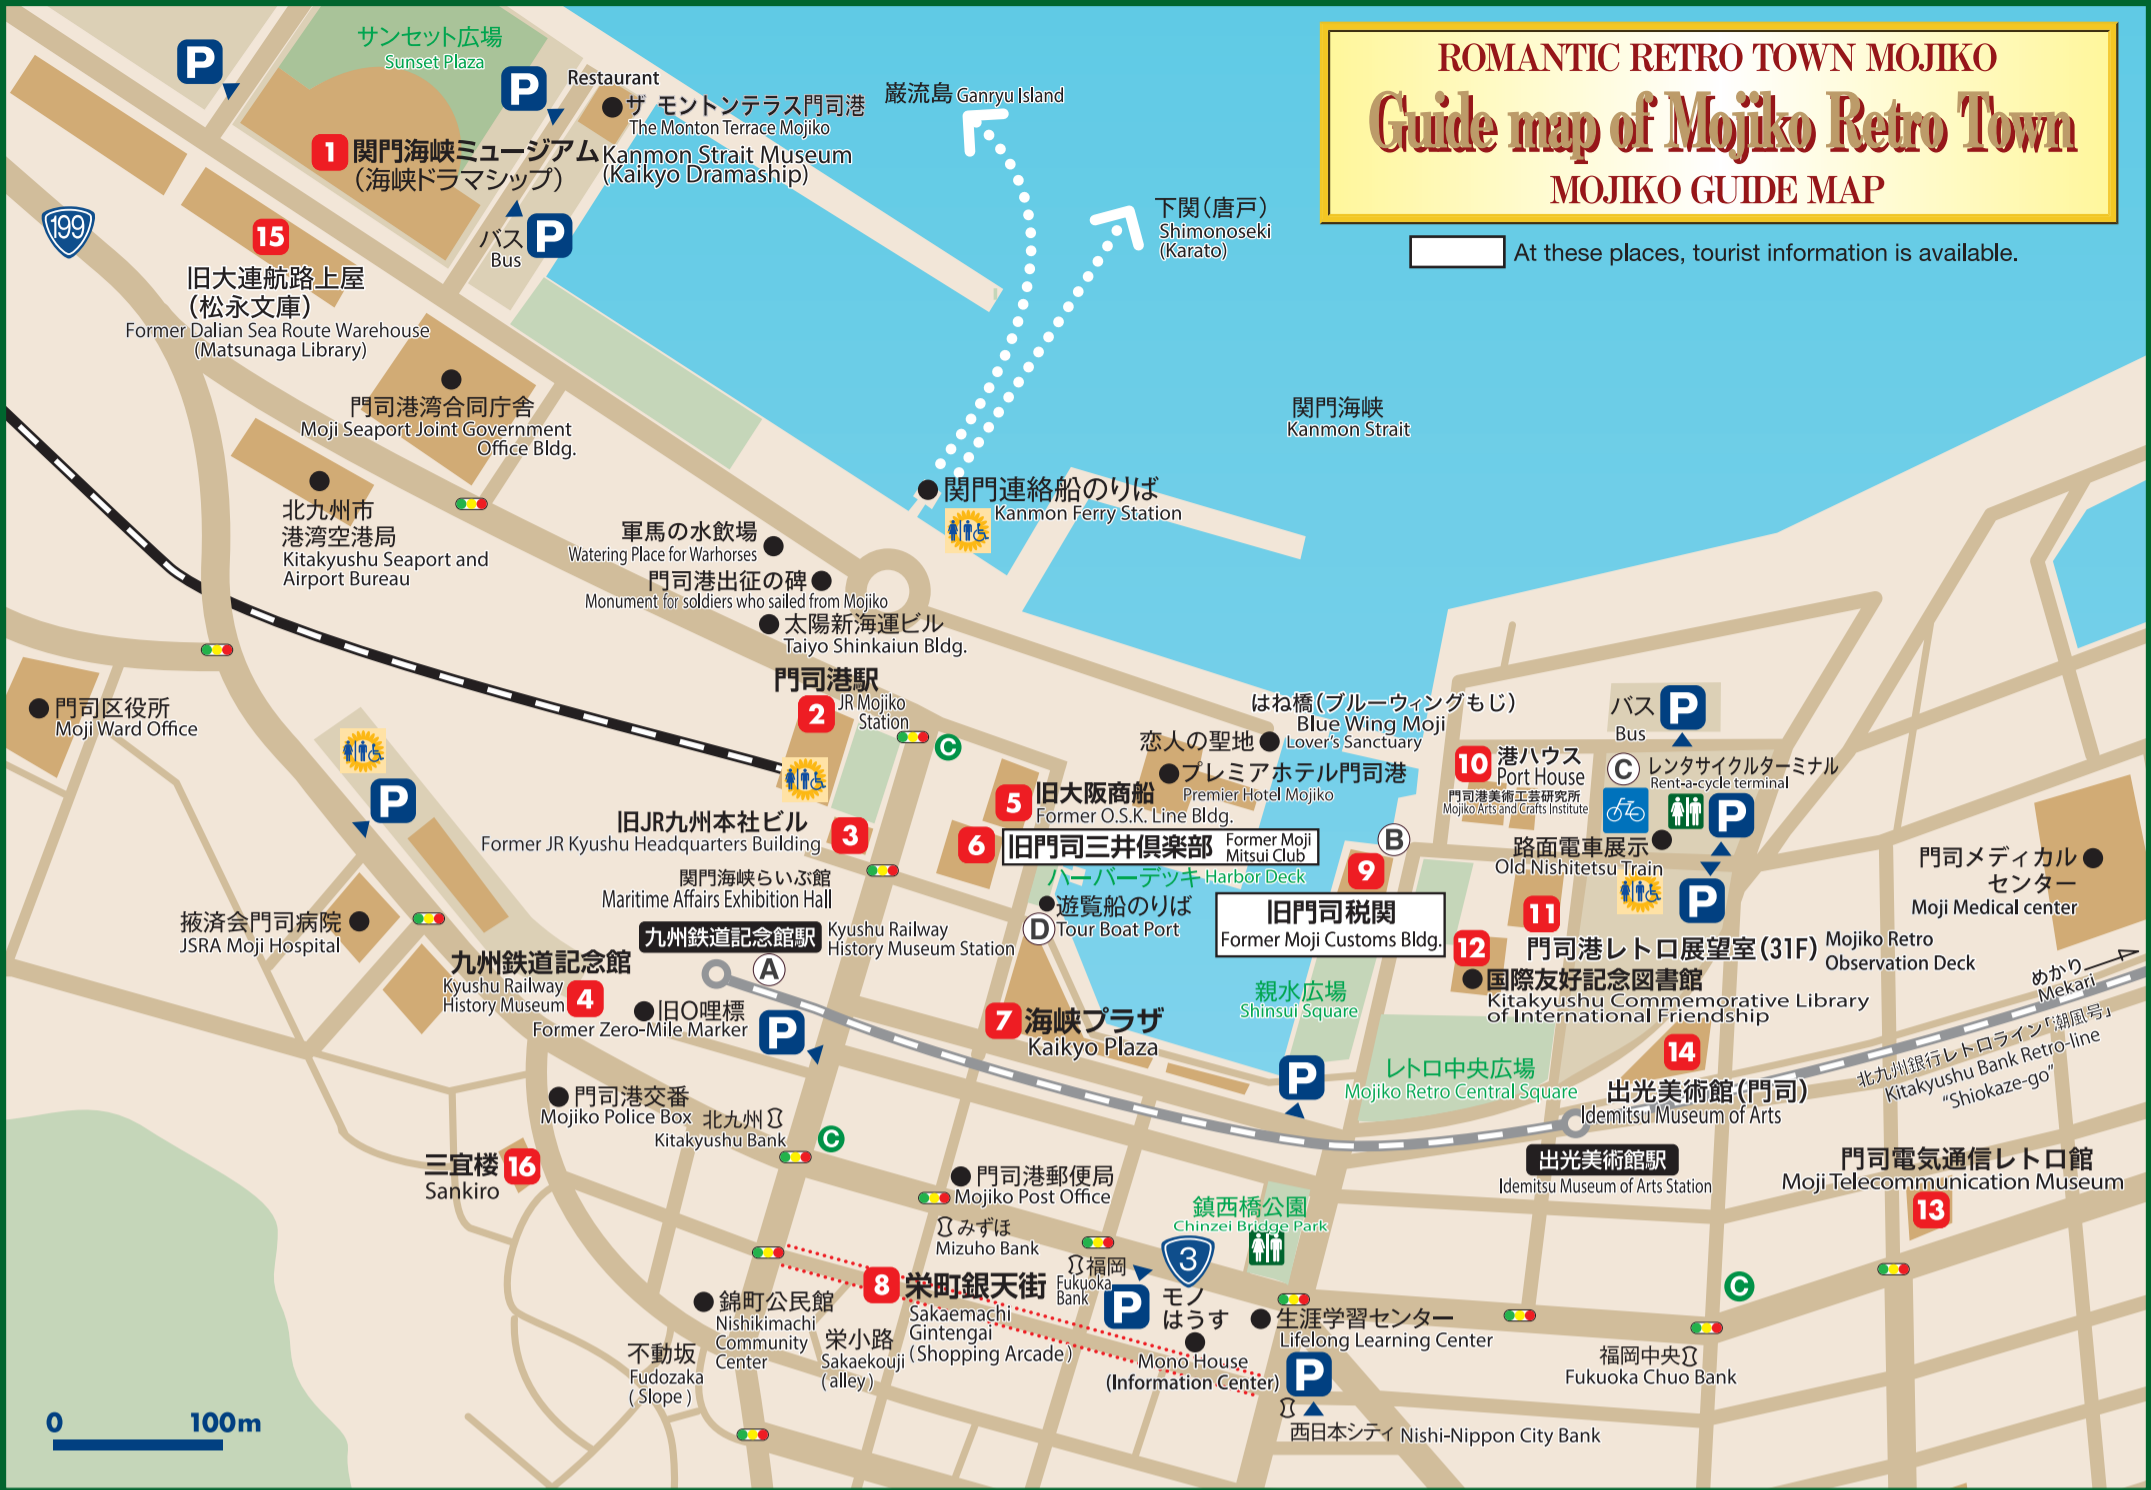 ROMANTIC RETRO TOWN MOJIKO
Guide map of Mojiko Retro Town
MOJIKO GUIDE MAP
At these places, tourist information is available.
サンセット広場
Sunset Plaza
P
P
Restaurant
ザ モントンテラス門司港
The Monton Terrace Mojiko
巌流島 Ganryu Island
1 関門海峡ミュージアム Kanmon Strait Museum
（海峡ドラマシップ） (Kaikyo Dramaship)
199
15
旧大連航路上屋
（松永文庫）
Former Dalian Sea Route Warehouse
(Matsunaga Library)
バス P
Bus
下関（唐戸）
Shimonoseki
(Karato)
門司港湾合同庁舎
Moji Seaport Joint Government
Office Bldg.
関門海峡
Kanmon Strait
北九州市
港湾空港局
Kitakyushu Seaport and
Airport Bureau
関門連絡船のりば
Kanmon Ferry Station
軍馬の水飲場
Watering Place for Warhorses
門司港出征の碑
Monument for soldiers who sailed from Mojiko
太陽新海運ビル
Taiyo Shinkaiun Bldg.
門司港駅
2 JR Mojiko
Station
C
門司区役所
Moji Ward Office
P
はね橋（ブルーウィングもじ）
Blue Wing Moji
恋人の聖地 Lover's Sanctuary
プレミアホテル門司港
Premier Hotel Mojiko
5 旧大阪商船
Former O.S.K. Line Bldg.
6 旧門司三井倶楽部 Former Moji
Mitsui Club
ハーバーデッキ Harbor Deck
旧JR九州本社ビル 3
Former JR Kyushu Headquarters Building
関門海峡らいぶ館
Maritime Affairs Exhibition Hall
九州鉄道記念館駅 Kyushu Railway
History Museum Station
A
遊覧船のりば
D Tour Boat Port
バス P
Bus
10 港ハウス
Port House
門司港美術工芸研究所
Mojiko Arts and Crafts Institute
C レンタサイクルターミナル
Rent-a-cycle terminal
P
路面電車展示
Old Nishitetsu Train
P
B
9
旧門司税関
Former Moji Customs Bldg.
11
門司港レトロ展望室（31F） Mojiko Retro
Observation Deck
12
国際友好記念図書館
Kitakyushu Commemorative Library
of International Friendship
門司メディカル
センター
Moji Medical center
めかり
Mekari
北九州銀行レトロライン「潮風号」
Kitakyushu Bank Retro-line
“Shiokaze-go”
掖済会門司病院
JSRA Moji Hospital
九州鉄道記念館
Kyushu Railway
History Museum 4
旧0哩標
Former Zero-Mile Marker
P
7 海峡プラザ
Kaikyo Plaza
親水広場
Shinsui Square
P
レトロ中央広場
Mojiko Retro Central Square
14
出光美術館（門司）
Idemitsu Museum of Arts
出光美術館駅
Idemitsu Museum of Arts Station
門司港交番
Mojiko Police Box
北九州
Kitakyushu Bank
C
三宜楼 16
Sankiro
門司港郵便局
Mojiko Post Office
みずほ
Mizuho Bank
鎮西橋公園
Chinzei Bridge Park
門司電気通信レトロ館
Moji Telecommunication Museum
13
8 栄町銀天街
Sakaemachi
Gintengai
(Shopping Arcade)
福岡
Fukuoka
Bank
P
3
モノ
はうす
Mono House
(Information Center)
生涯学習センター
Lifelong Learning Center
P
C
錦町公民館
Nishikimachi
Community
Center
栄小路
Sakaekouji
(alley)
不動坂
Fudozaka
(Slope)
福岡中央
Fukuoka Chuo Bank
西日本シティ Nishi-Nippon City Bank
0 100m